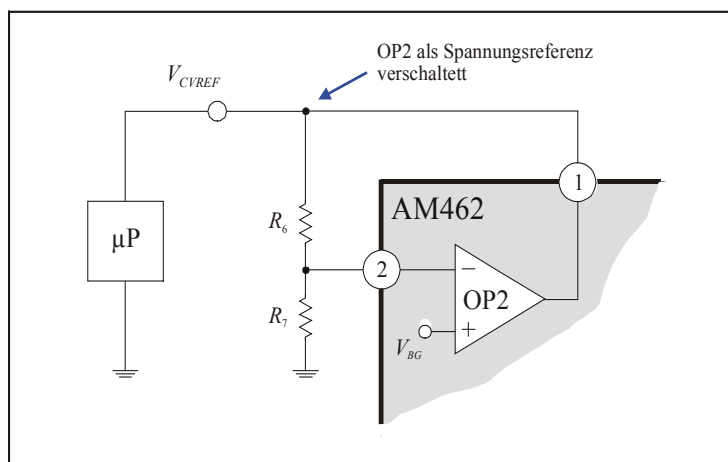 OP2 als Spannungsreferenz
verschaltett
V_CVREF
1
AM462
R_6
µP
2
−
OP2
R_7
+
V_BG